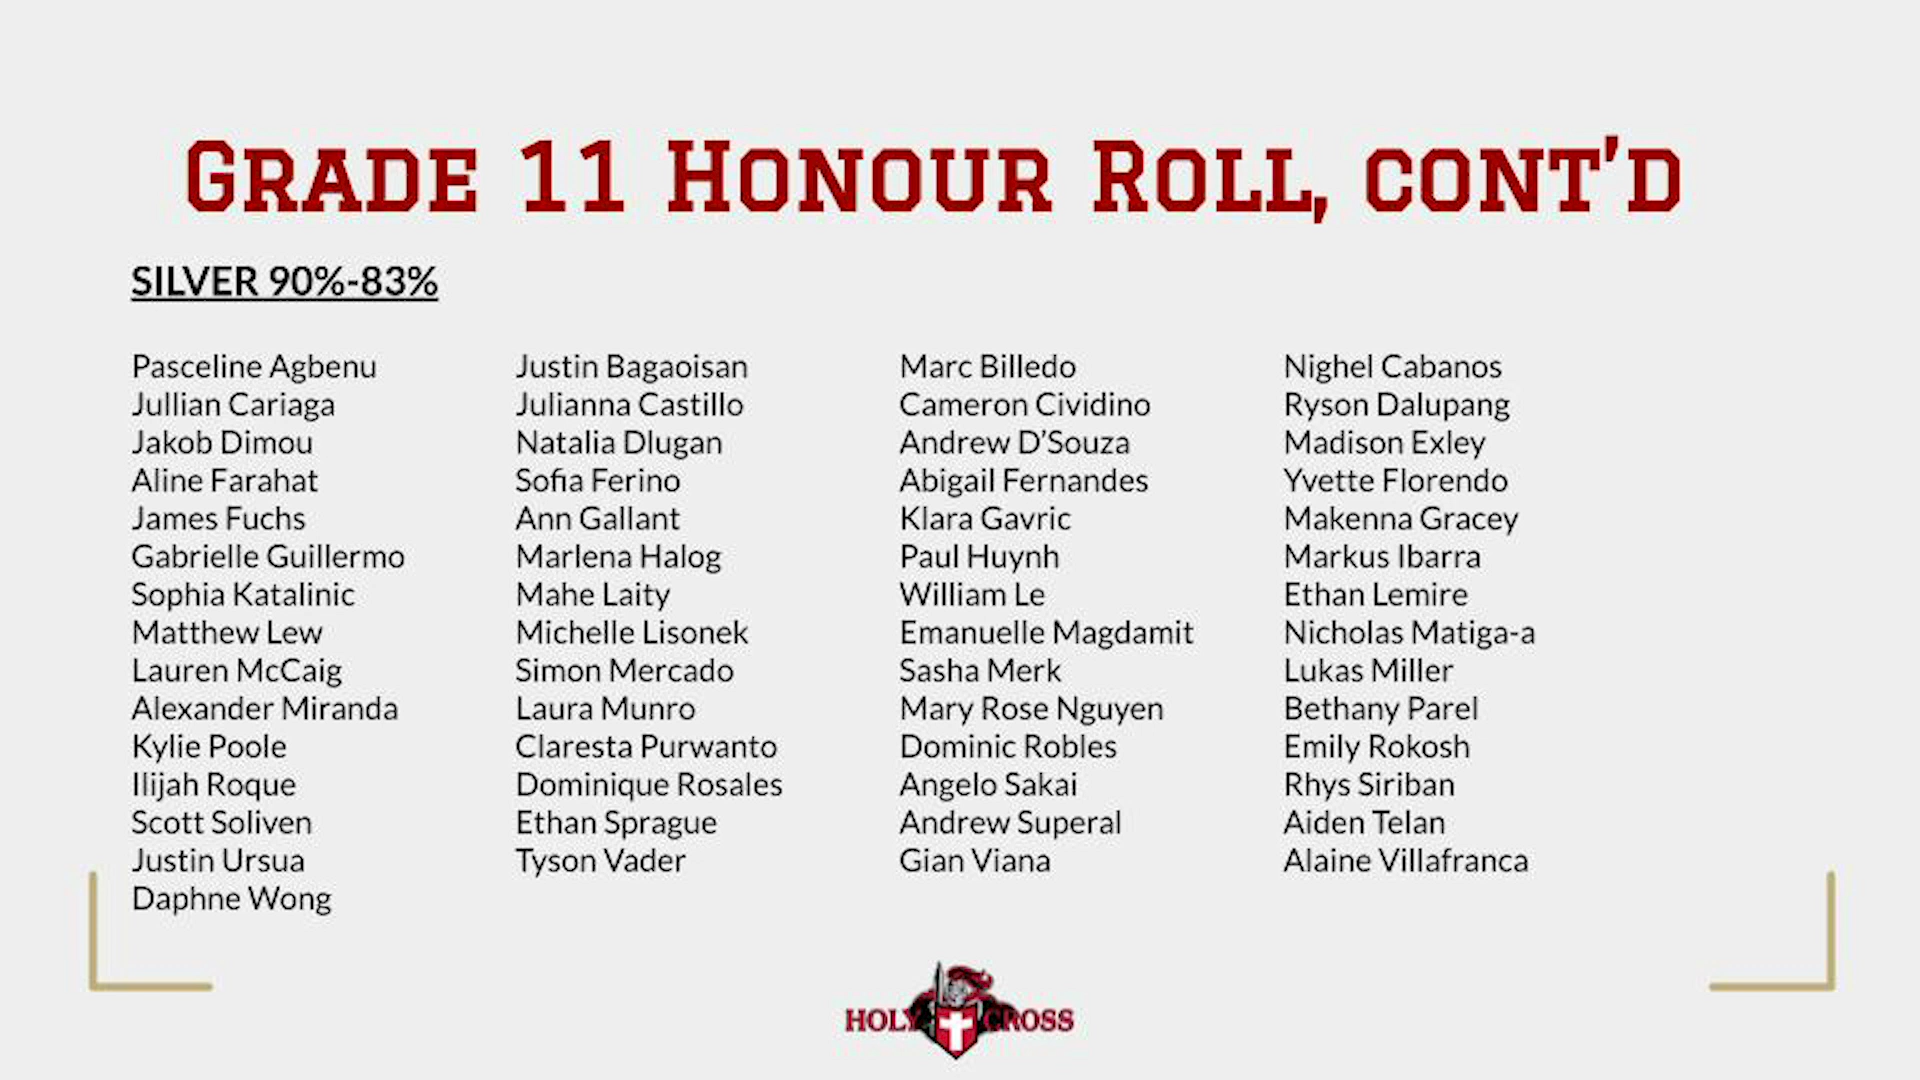 GRADE 11 HONOUR ROLL, CONT'D
SILVER 90%-83%
Pasceline Agbenu Justin Bagaoisan Marc Billedo Nighel Cabanos
Jullian Cariaga Julianna Castillo Cameron Cividino Ryson Dalupang
Jakob Dimou Natalia Dlugan Andrew D’Souza Madison Exley
Aline Farahat Sofia Ferino Abigail Fernandes Yvette Florendo
James Fuchs Ann Gallant Klara Gavric Makenna Gracey
Gabrielle Guillermo Marlena Halog Paul Huynh Markus Ibarra
Sophia Katalinic Mahe Laity William Le Ethan Lemire
Matthew Lew Michelle Lisonek Emanuelle Magdamit Nicholas Matiga-a
Lauren McCaig Simon Mercado Sasha Merk Lukas Miller
Alexander Miranda Laura Munro Mary Rose Nguyen Bethany Parel
Kylie Poole Claresta Purwanto Dominic Robles Emily Rokosh
Ilijah Roque Dominique Rosales Angelo Sakai Rhys Siriban
Scott Soliven Ethan Sprague Andrew Superal Aiden Telan
Justin Ursua Tyson Vader Gian Viana Alaine Villafranca
Daphne Wong
HOLY CROSS